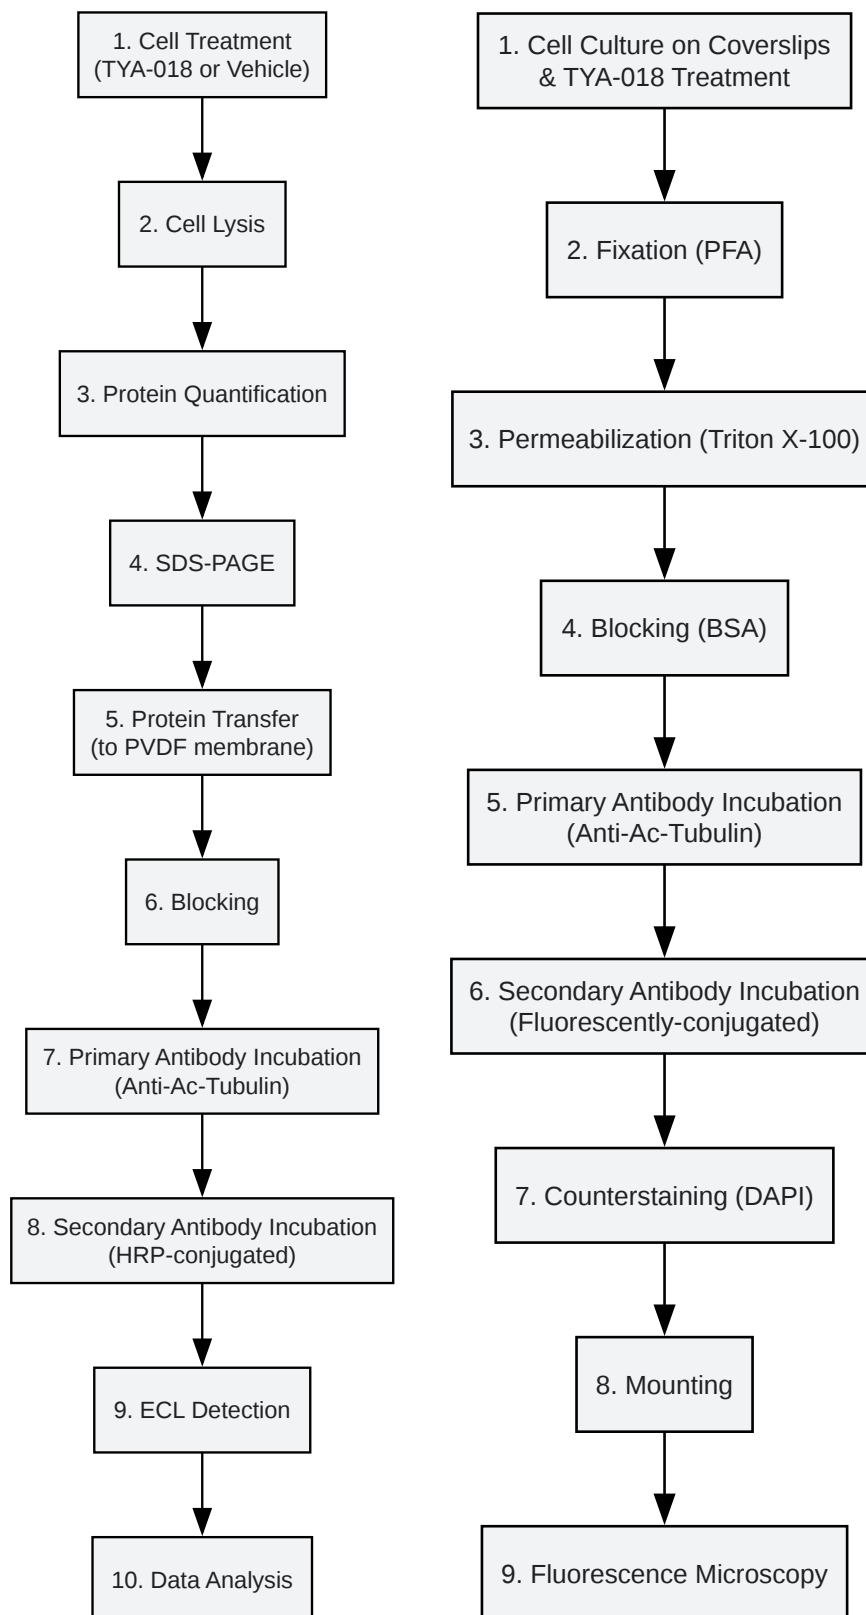 1. Cell Treatment
(TYA-018 or Vehicle)
2. Cell Lysis
3. Protein Quantification
4. SDS-PAGE
5. Protein Transfer
(to PVDF membrane)
6. Blocking
7. Primary Antibody Incubation
(Anti-Ac-Tubulin)
8. Secondary Antibody Incubation
(HRP-conjugated)
9. ECL Detection
10. Data Analysis
1. Cell Culture on Coverslips
& TYA-018 Treatment
2. Fixation (PFA)
3. Permeabilization (Triton X-100)
4. Blocking (BSA)
5. Primary Antibody Incubation
(Anti-Ac-Tubulin)
6. Secondary Antibody Incubation
(Fluorescently-conjugated)
7. Counterstaining (DAPI)
8. Mounting
9. Fluorescence Microscopy